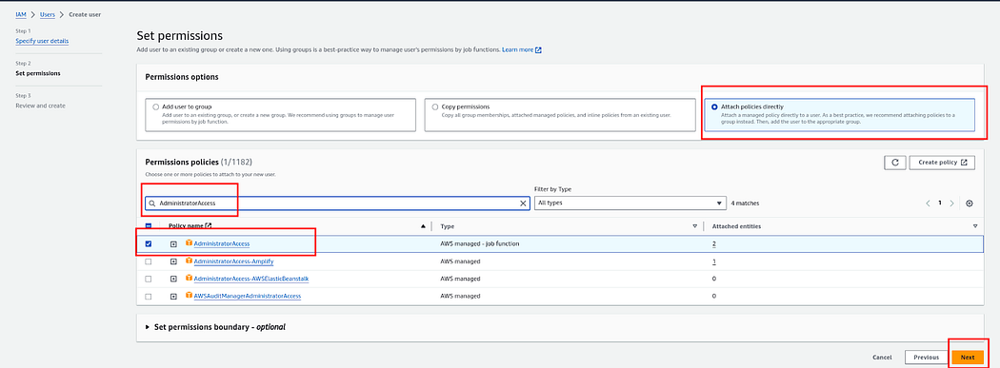 IAM > Users > Create user
Step 1
Specify user details
Step 2
Set permissions
Step 3
Review and create
Set permissions
Add user to an existing group or create a new one. Using groups is a best-practice way to manage user's permissions by job functions. Learn more
Permissions options
Add user to group
Add user to an existing group, or create a new group. We recommend using groups to manage user
permissions by job function.
Copy permissions
Copy all group memberships, attached managed policies, and inline policies from an existing user.
Attach policies directly
Attach a managed policy directly to a user. As a best practice, we recommend attaching policies to a
group instead. Then, add the user to the appropriate group.
Permissions policies (1/1182)
Choose one or more policies to attach to your new user.
Create policy
Filter by Type
AdministratorAccess
All types
4 matches
1
Policy name
Type
Attached entities
AdministratorAccess
AWS managed - job function
2
AdministratorAccess-Amplify
AWS managed
1
AdministratorAccess-AWSElasticBeanstalk
AWS managed
0
AWSAuditManagerAdministratorAccess
AWS managed
0
Set permissions boundary - optional
Cancel
Previous
Next